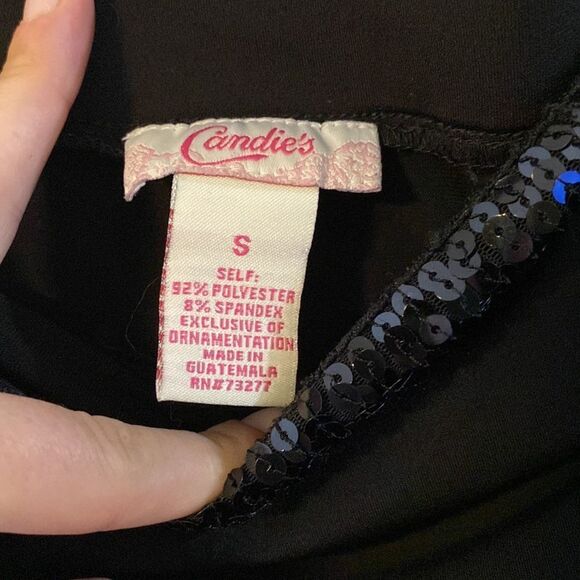 Candie's
S
SELF:
92% POLYESTER
8% SPANDEX
EXCLUSIVE OF
ORNAMENTATION
MADE IN
GUATEMALA
RN#73277